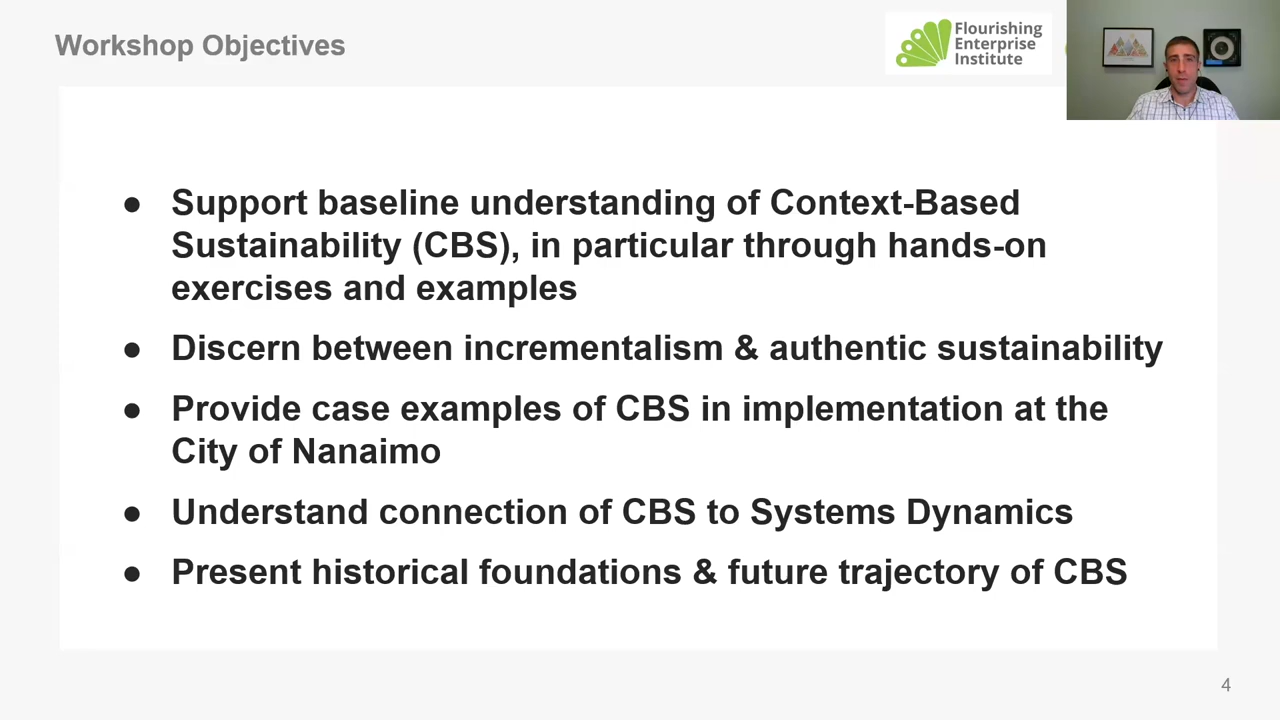 Workshop Objectives
Flourishing
Enterprise
Institute
● Support baseline understanding of Context-Based
Sustainability (CBS), in particular through hands-on
exercises and examples
● Discern between incrementalism & authentic sustainability
● Provide case examples of CBS in implementation at the
City of Nanaimo
● Understand connection of CBS to Systems Dynamics
● Present historical foundations & future trajectory of CBS
4